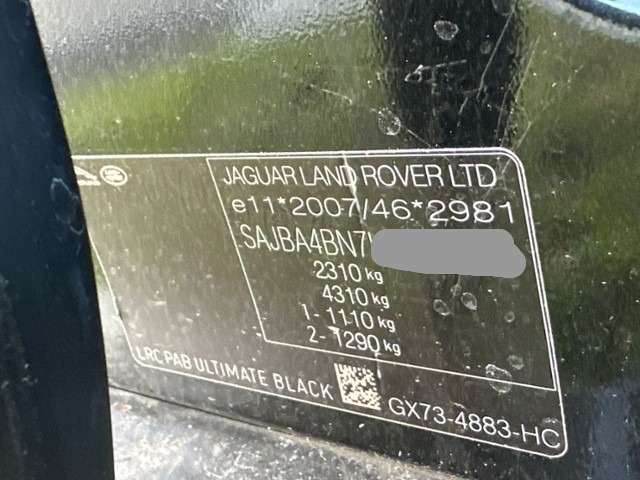 JAGUAR LAND ROVER LTD
e11*2007/46*2981
SAJBA4BN7
2310 kg
4310 kg
1- 1110 kg
2- 1290 kg
LRC PAB ULTIMATE BLACK
GX73-4883-HC